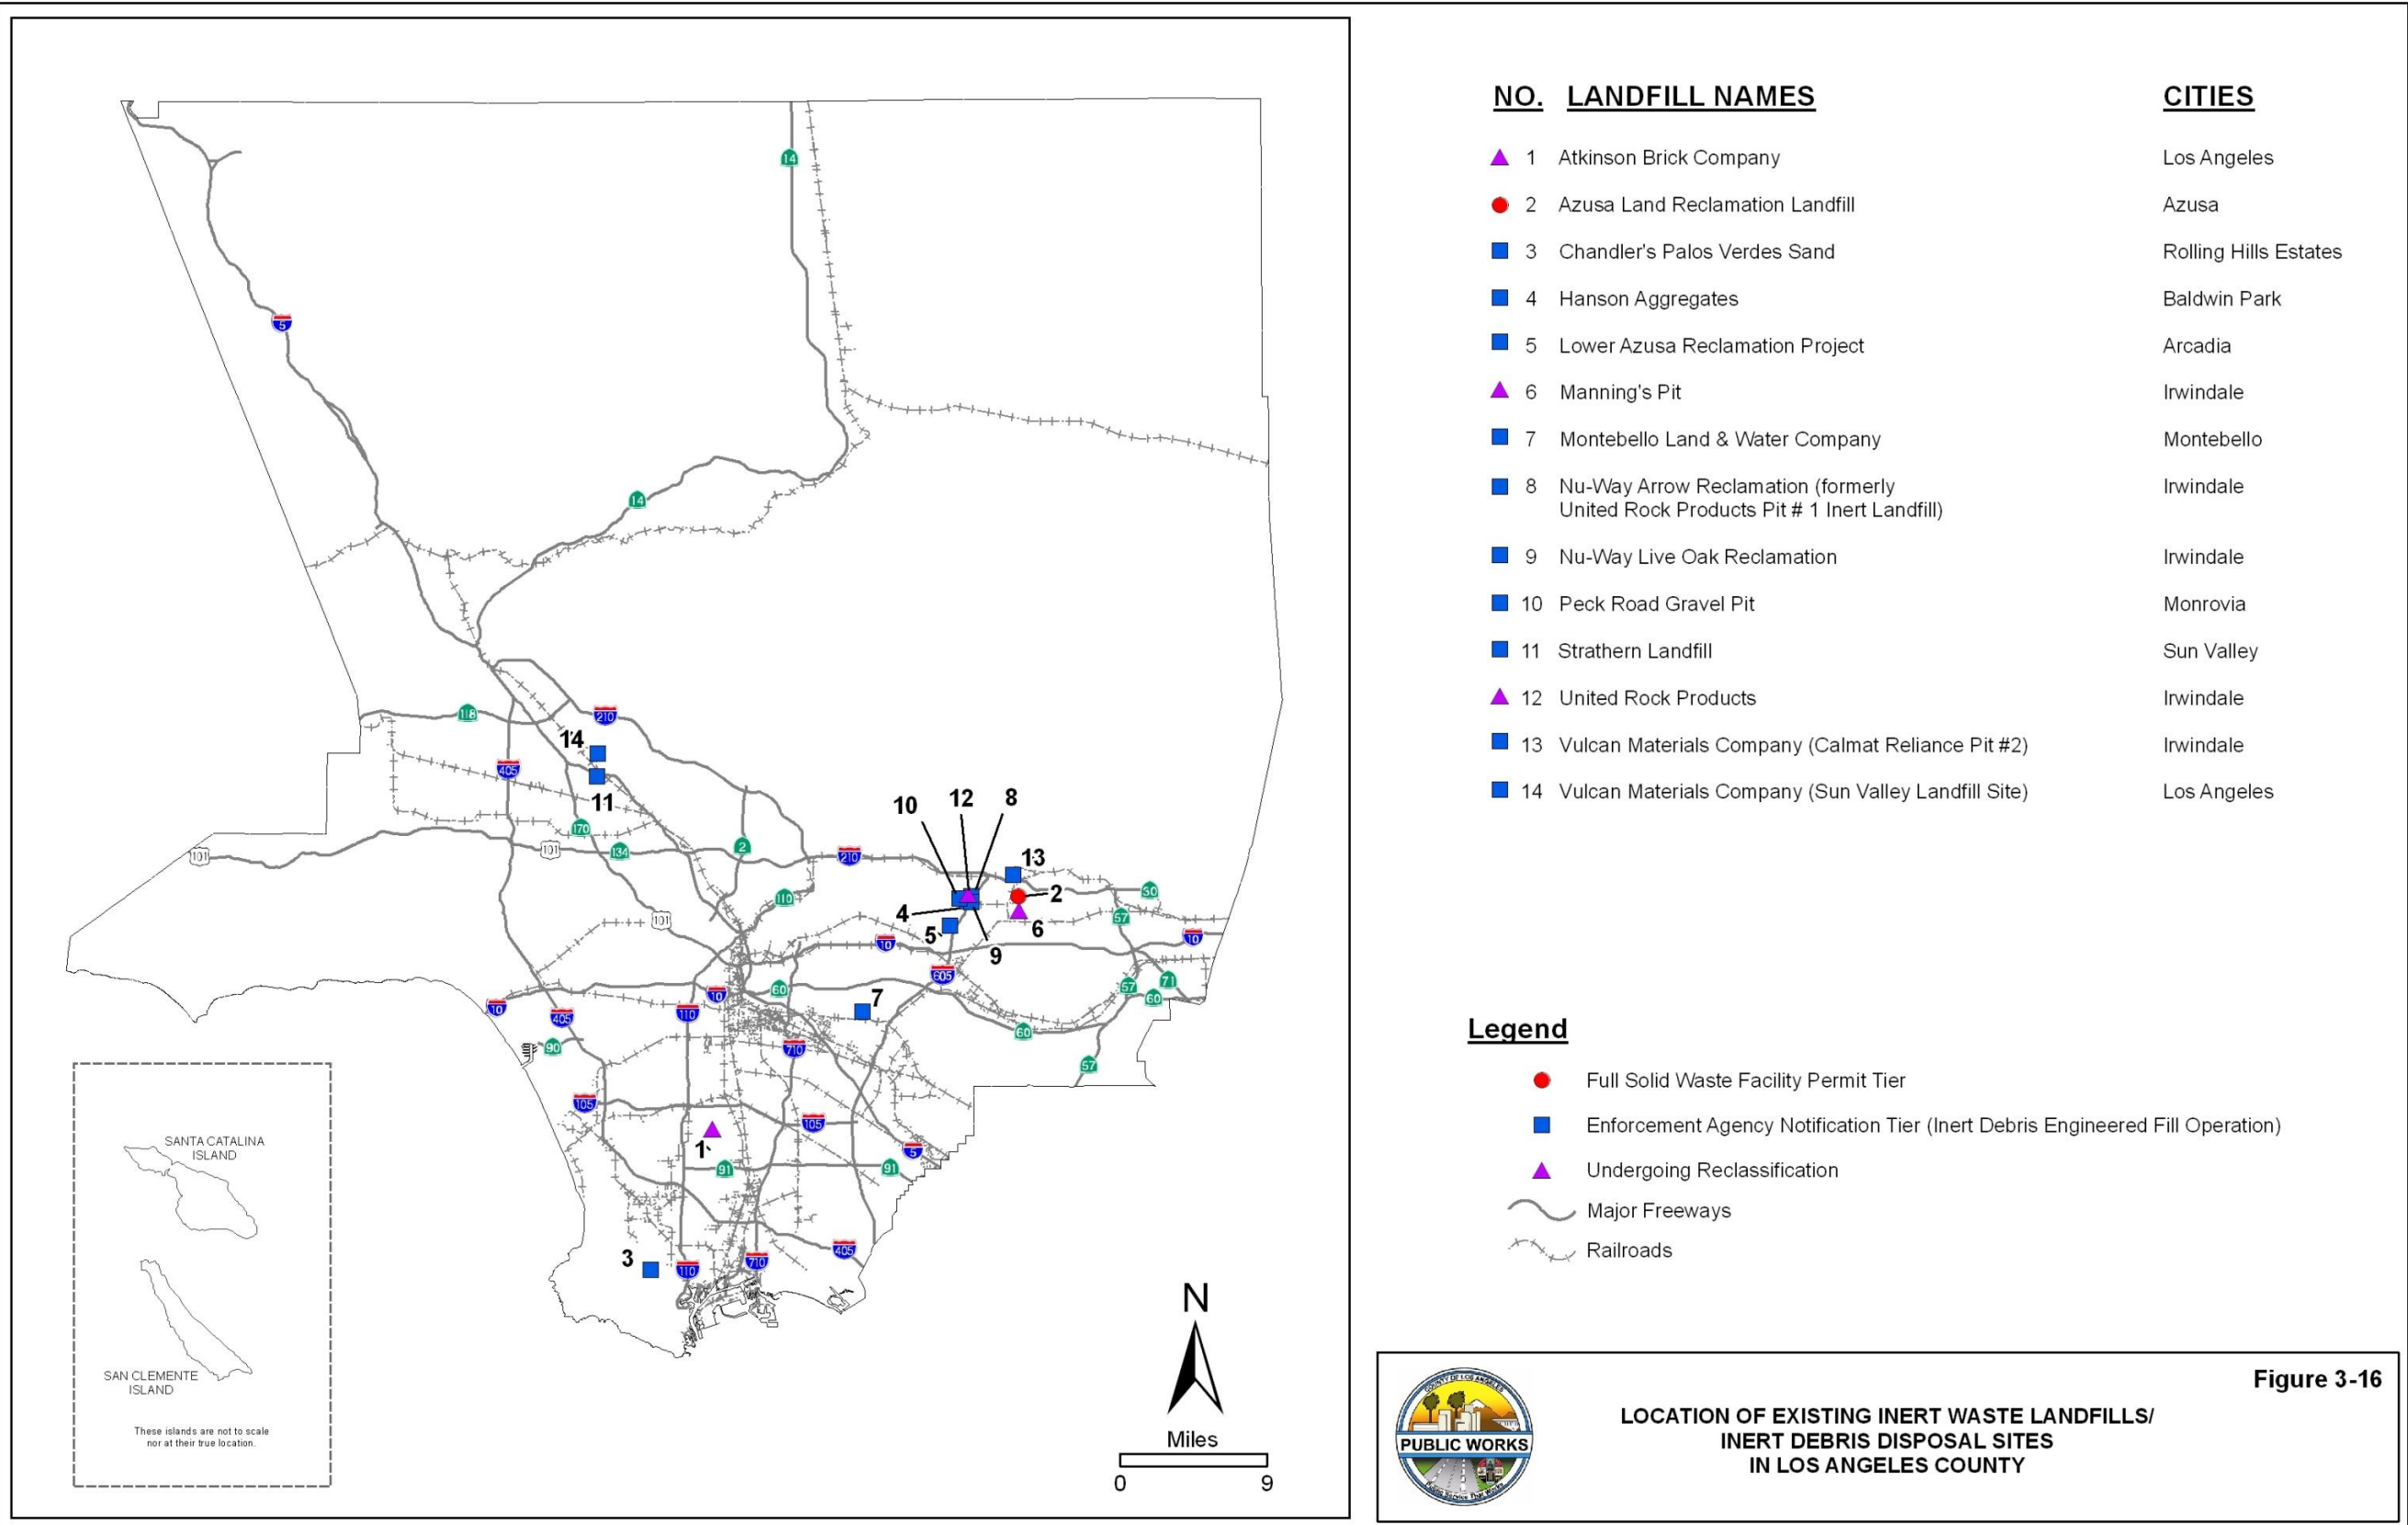 NO. LANDFILL NAMES CITIES
1 Atkinson Brick Company Los Angeles
2 Azusa Land Reclamation Landfill Azusa
3 Chandler's Palos Verdes Sand Rolling Hills Estates
4 Hanson Aggregates Baldwin Park
5 Lower Azusa Reclamation Project Arcadia
6 Manning's Pit Irwindale
7 Montebello Land & Water Company Montebello
8 Nu-Way Arrow Reclamation (formerly Irwindale
United Rock Products Pit # 1 Inert Landfill)
9 Nu-Way Live Oak Reclamation Irwindale
10 Peck Road Gravel Pit Monrovia
11 Strathern Landfill Sun Valley
12 United Rock Products Irwindale
13 Vulcan Materials Company (Calmat Reliance Pit #2) Irwindale
14 Vulcan Materials Company (Sun Valley Landfill Site) Los Angeles
14
5
14
118
210
14
405
11
170
101
101
134
2
210
10
12
8
13
110
2
30
4
101
57
6
5
10
10
9
605
57
71
60
60
10
10
7
405
110
60
90
710
57
105
105
1
5
91
91
3
405
110
710
SANTA CATALINA
ISLAND
SAN CLEMENTE
ISLAND
These islands are not to scale
nor at their true location.
N
Miles
0 9
Legend
Full Solid Waste Facility Permit Tier
Enforcement Agency Notification Tier (Inert Debris Engineered Fill Operation)
Undergoing Reclassification
Major Freeways
Railroads
COUNTY OF LOS ANGELES
PUBLIC WORKS
Figure 3-16
LOCATION OF EXISTING INERT WASTE LANDFILLS/
INERT DEBRIS DISPOSAL SITES
IN LOS ANGELES COUNTY